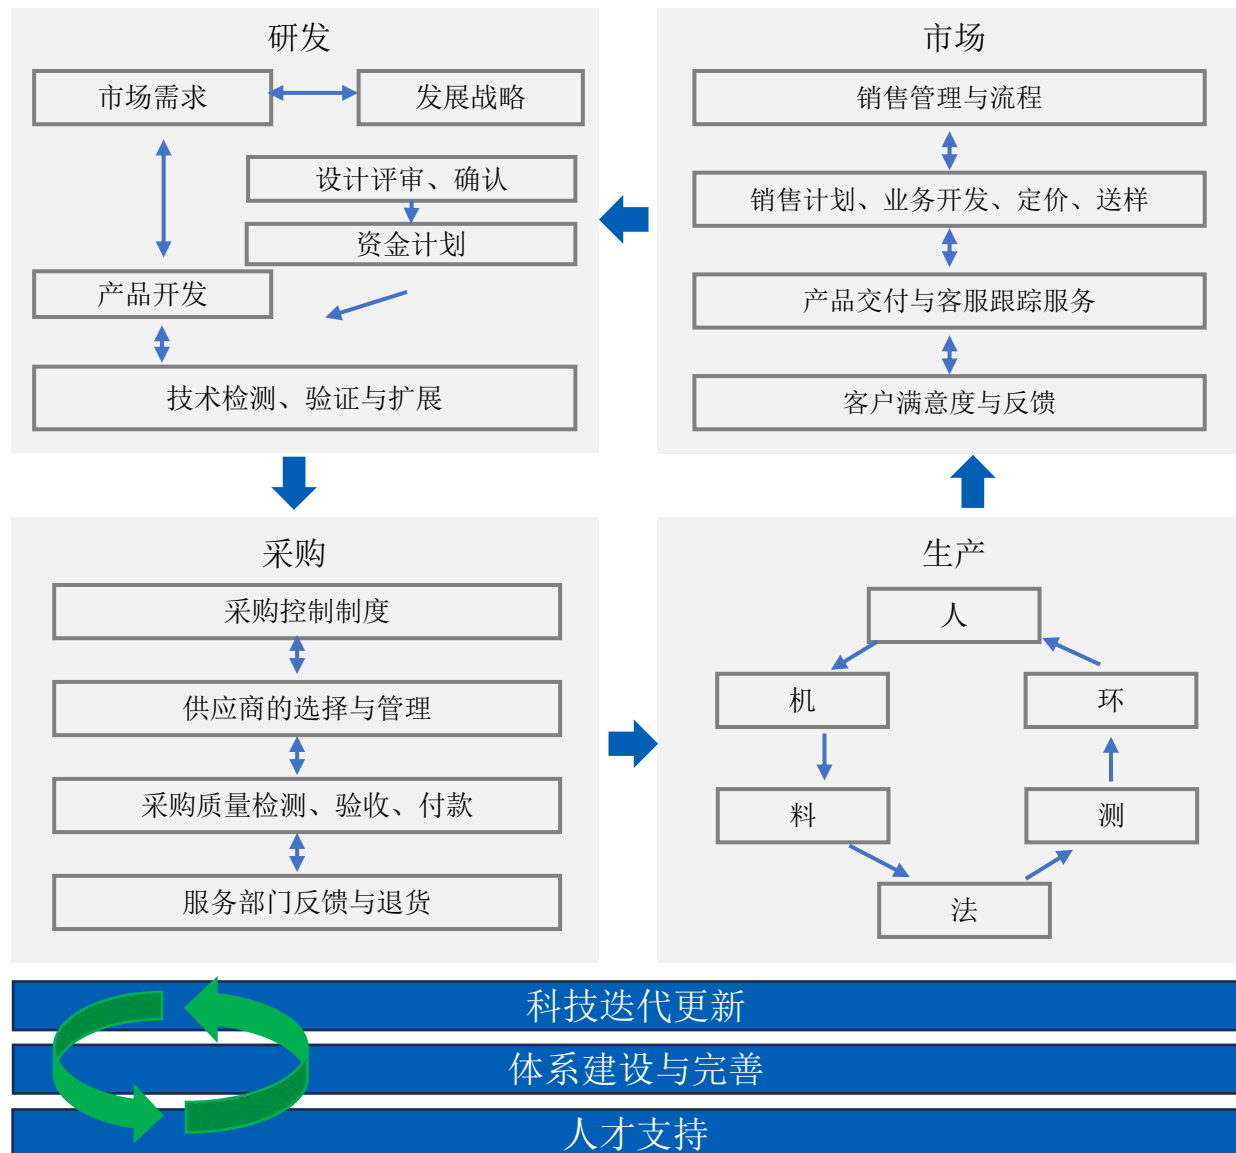 研发
市场需求
发展战略
设计评审、确认
资金计划
产品开发
技术检测、验证与扩展
市场
销售管理与流程
销售计划、业务开发、定价、送样
产品交付与客服跟踪服务
客户满意度与反馈
采购
采购控制制度
供应商的选择与管理
采购质量检测、验收、付款
服务部门反馈与退货
生产
人
机
环
料
测
法
科技迭代更新
体系建设与完善
人才支持